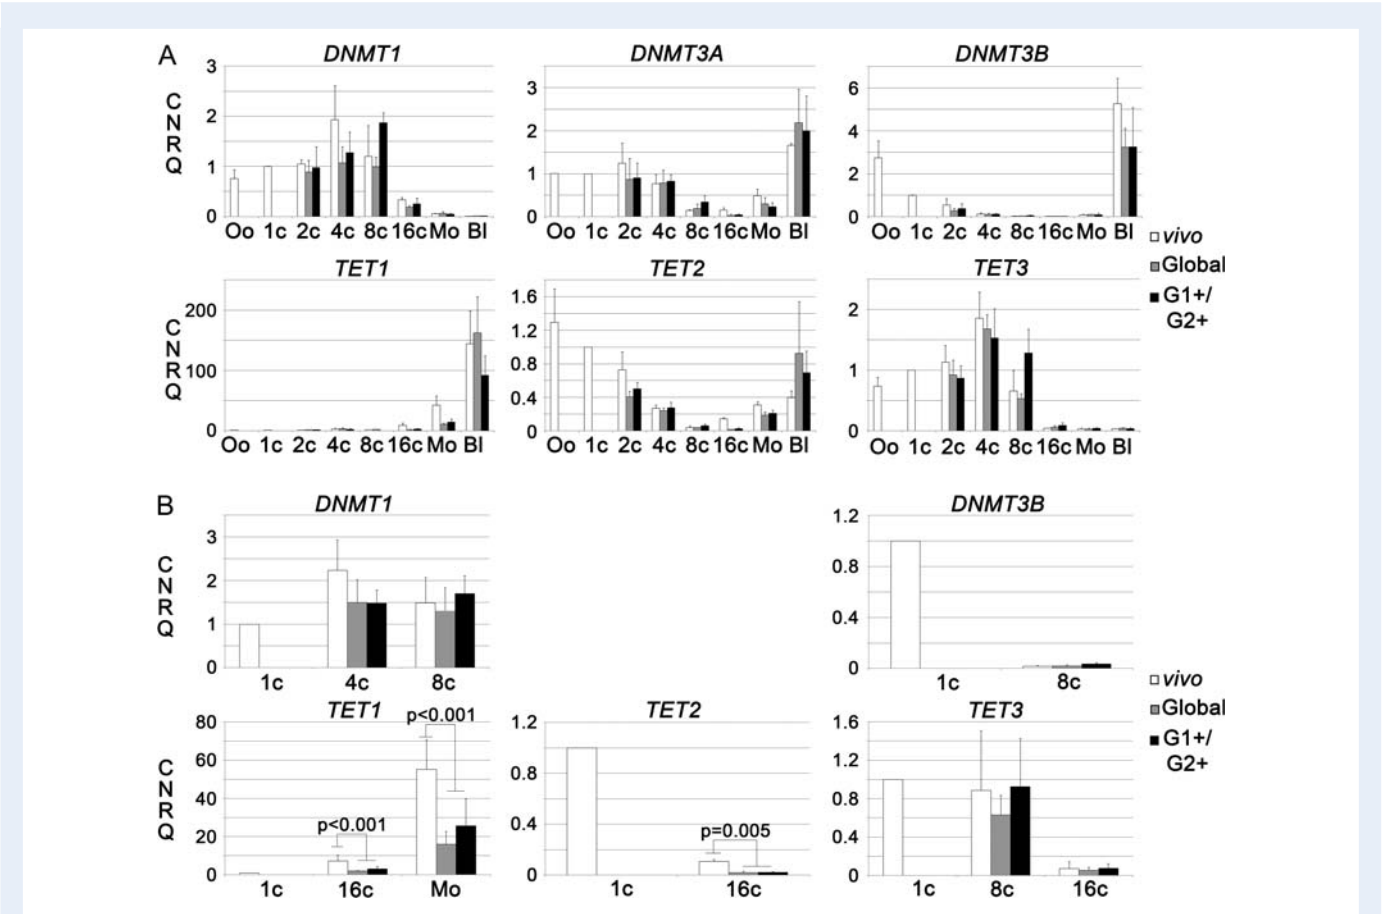 A
DNMT1
DNMT3A
DNMT3B
C
N
R
Q
3
2
1
0
Oo 1c 2c 4c 8c 16c Mo Bl
3
2
1
0
Oo 1c 2c 4c 8c 16c Mo Bl
6
4
2
0
Oo 1c 2c 4c 8c 16c Mo Bl
vivo
Global
G1+/
G2+
TET1
TET2
TET3
C
N
R
Q
200
100
0
Oo 1c 2c 4c 8c 16c Mo Bl
1.6
1.2
0.8
0.4
0
Oo 1c 2c 4c 8c 16c Mo Bl
2
1
0
Oo 1c 2c 4c 8c 16c Mo Bl
B
DNMT1
DNMT3B
C
N
R
Q
3
2
1
0
1c 4c 8c
1.2
0.8
0.4
0
1c 8c
vivo
Global
G1+/
G2+
TET1
TET2
TET3
C
N
R
Q
80
60
40
20
0
p<0.001
p<0.001
1c 16c Mo
1.2
0.8
0.4
0
p=0.005
1c 16c
1.6
1.2
0.8
0.4
0
1c 8c 16c